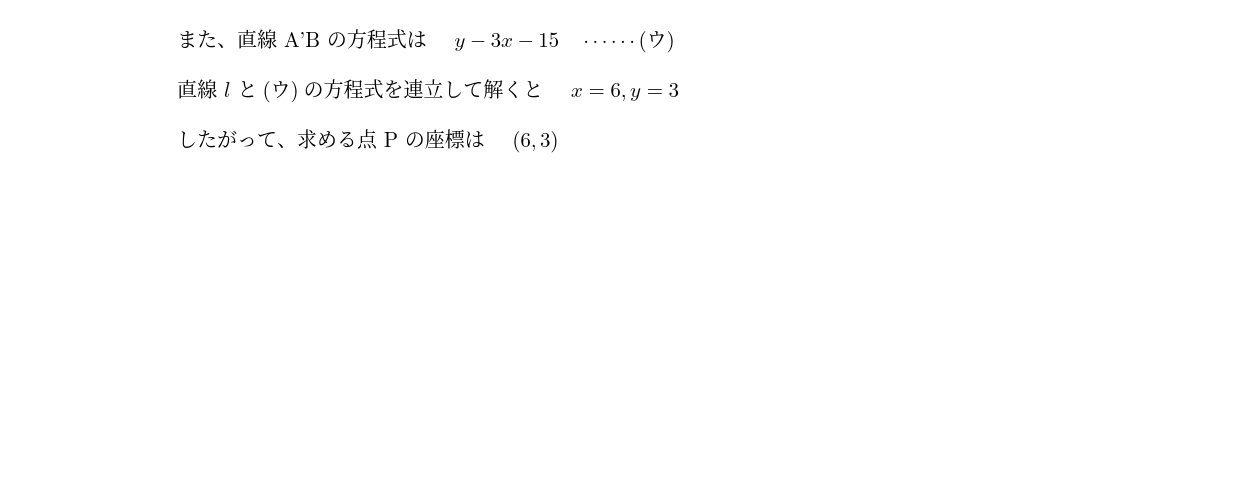 また、直線 A'B の方程式は y − 3x − 15 ⋯⋯(ウ)
直線 l と (ウ) の方程式を連立して解くと x = 6, y = 3
したがって、求める点 P の座標は (6, 3)